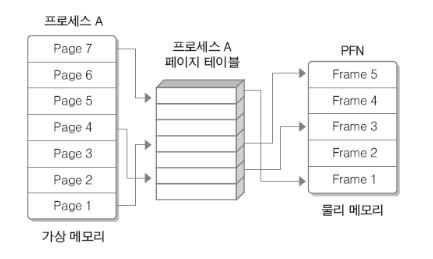 프로세스 A
Page 7
Page 6
Page 5
Page 4
Page 3
Page 2
Page 1
가상 메모리
프로세스 A
페이지 테이블
PFN
Frame 5
Frame 4
Frame 3
Frame 2
Frame 1
물리 메모리